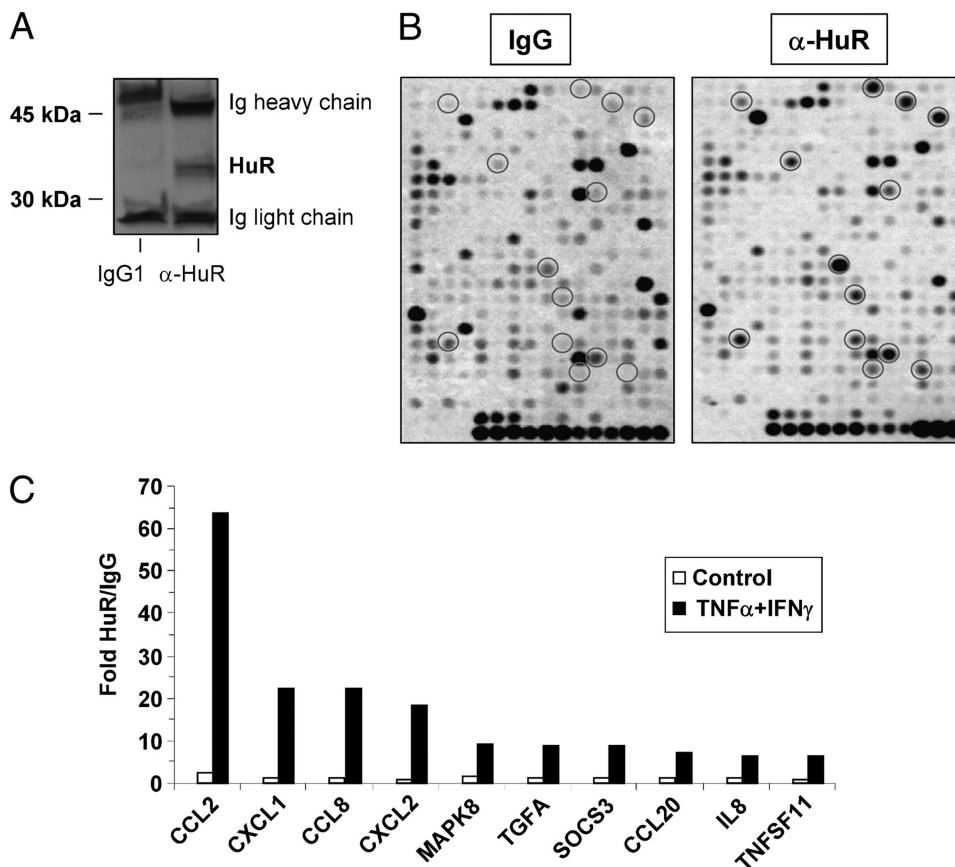 A
45 kDa
30 kDa
Ig heavy chain
HuR
Ig light chain
IgG1
α-HuR
B
IgG
α-HuR
C
Fold HuR/IgG
70
60
50
40
30
20
10
0
Control
TNFα+IFNγ
CCL2
CXCL1
CCL8
CXCL2
MAPK8
TGFA
SOCS3
CCL20
IL8
TNFSF11